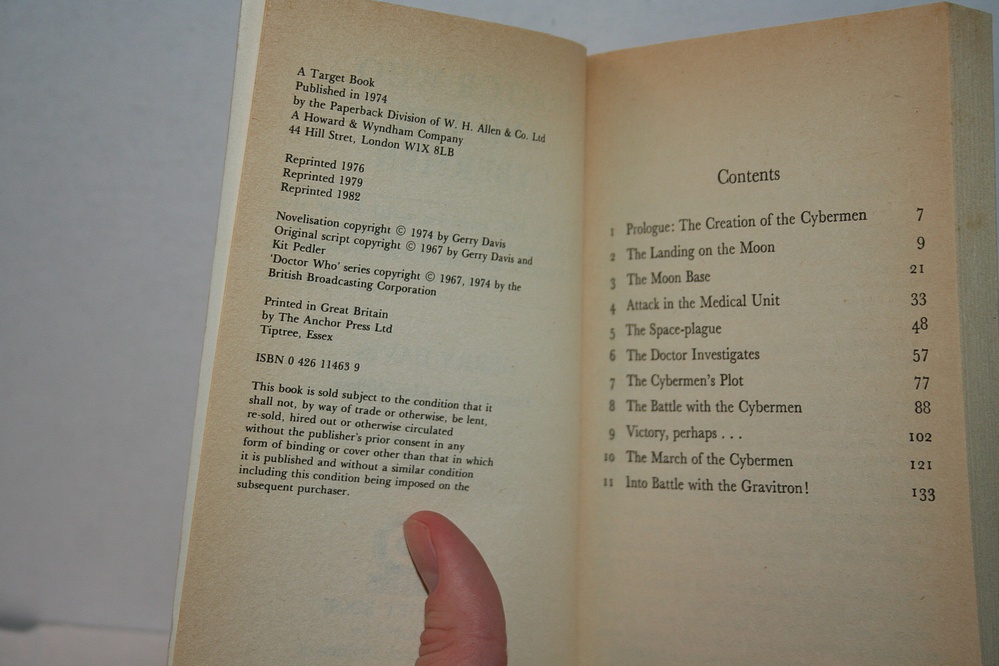 A Target Book
Published in 1974
by the Paperback Division of W. H. Allen & Co. Ltd
A Howard & Wyndham Company
44 Hill Stret, London W1X 8LB
Reprinted 1976
Reprinted 1979
Reprinted 1982
Novelisation copyright © 1974 by Gerry Davis
Original script copyright © 1967 by Gerry Davis and
Kit Pedler
'Doctor Who' series copyright © 1967, 1974 by the
British Broadcasting Corporation
Printed in Great Britain
by The Anchor Press Ltd
Tiptree, Essex
ISBN 0 426 11463 9
This book is sold subject to the condition that it
shall not, by way of trade or otherwise, be lent,
re-sold, hired out or otherwise circulated
without the publisher's prior consent in any
form of binding or cover other than that in which
it is published and without a similar condition
including this condition being imposed on the
subsequent purchaser.
Contents
1 Prologue: The Creation of the Cybermen 7
2 The Landing on the Moon 9
3 The Moon Base 21
4 Attack in the Medical Unit 33
5 The Space-plague 48
6 The Doctor Investigates 57
7 The Cybermen's Plot 77
8 The Battle with the Cybermen 88
9 Victory, perhaps . . . 102
10 The March of the Cybermen 121
11 Into Battle with the Gravitron! 133